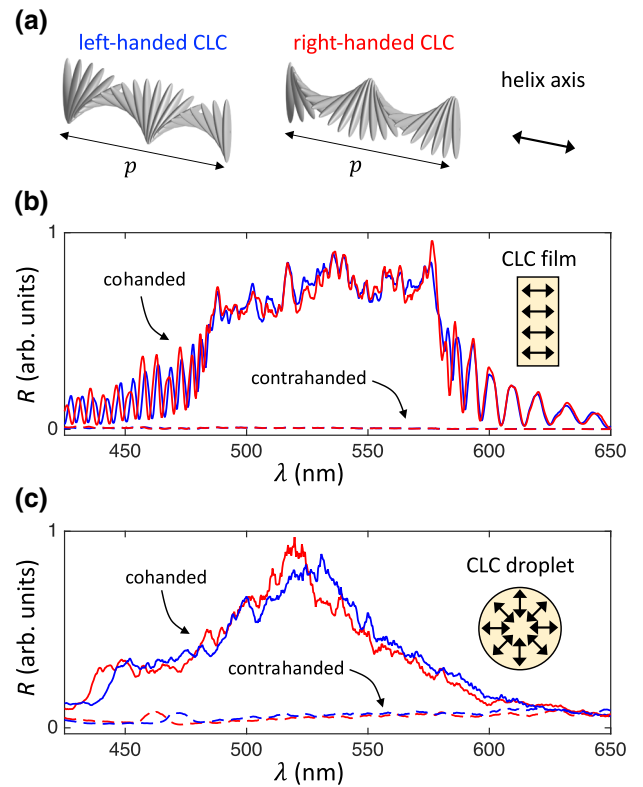 (a)
left-handed CLC
right-handed CLC
helix axis
p
p
(b)
1
CLC film
cohanded
contrahanded
R (arb. units)
0
450
500
550
600
650
λ (nm)
(c)
1
CLC droplet
cohanded
contrahanded
R (arb. units)
0
450
500
550
600
650
λ (nm)